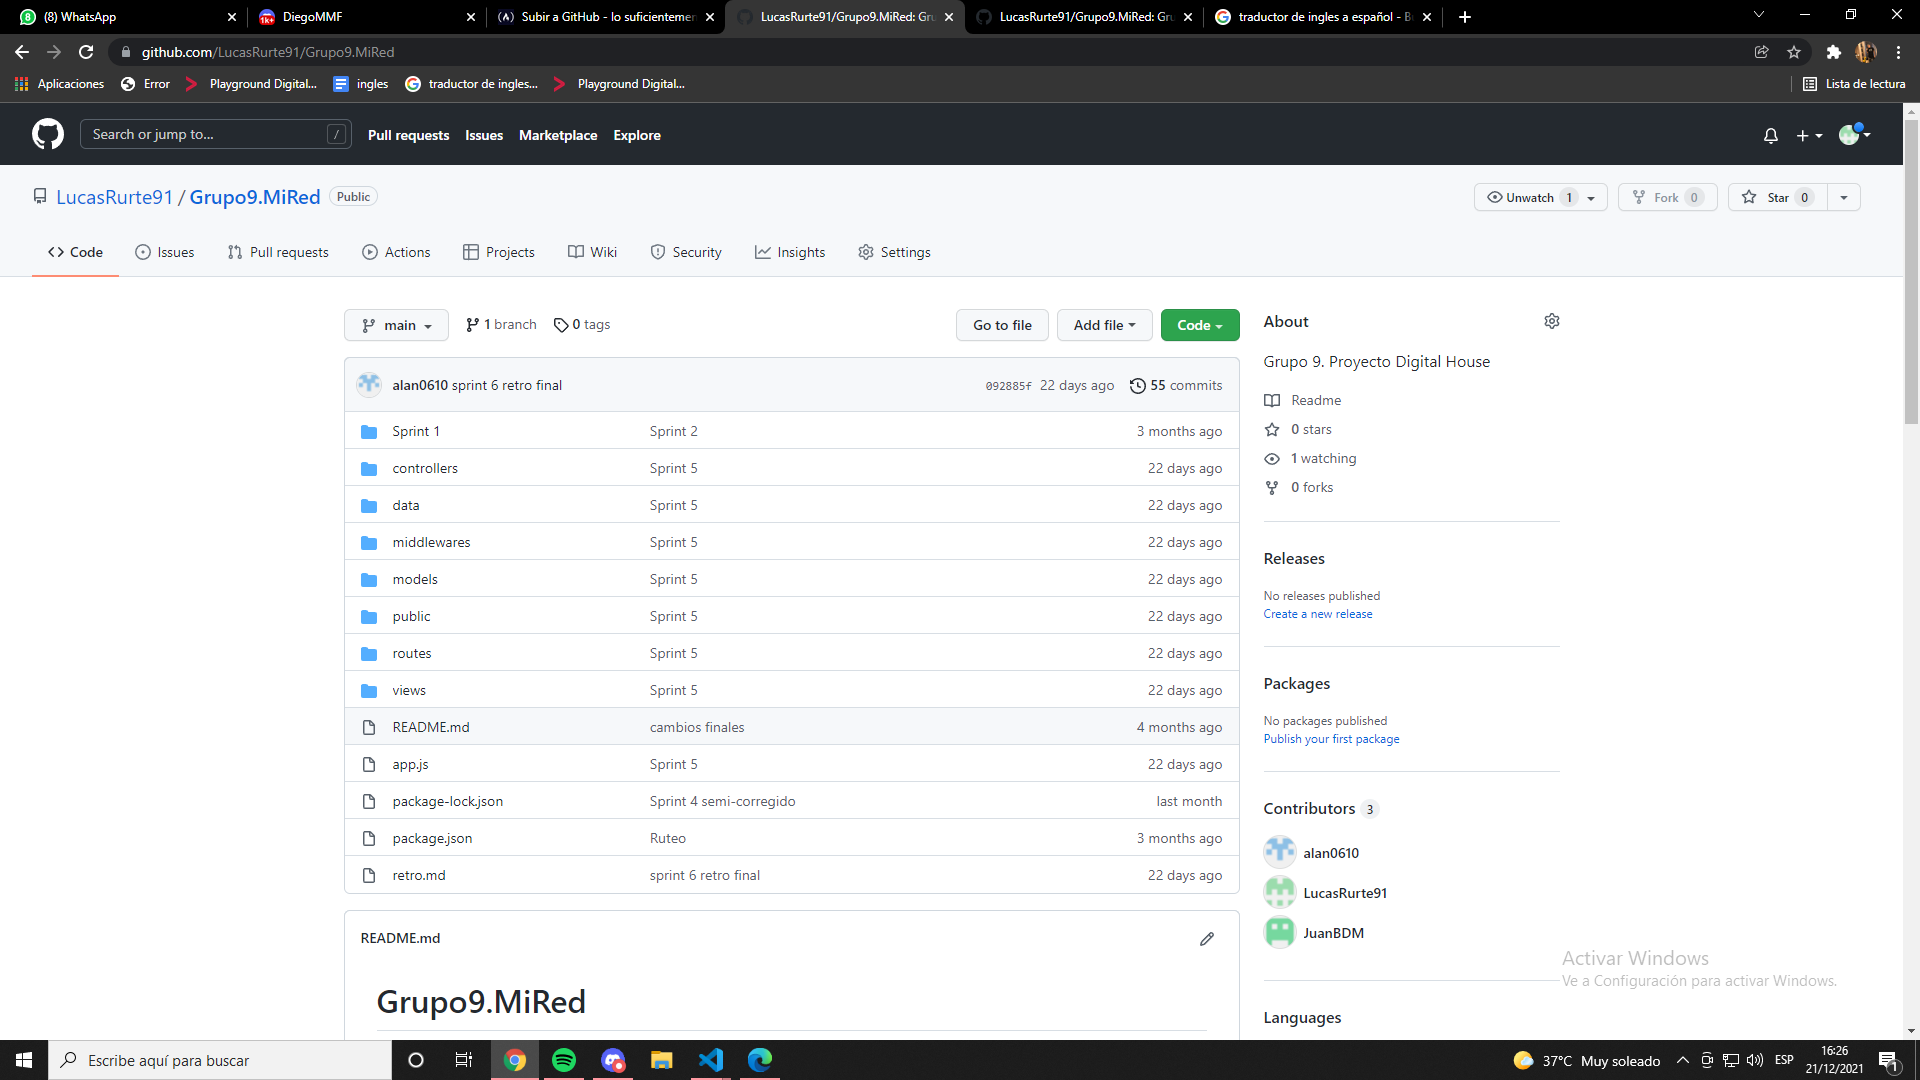 (8) WhatsApp
DiegoMMF
Subir a GitHub - lo suficientemen
LucasRurte91/Grupo9.MiRed: Gru
LucasRurte91/Grupo9.MiRed: Gru
traductor de ingles a español - Bu
github.com/LucasRurte91/Grupo9.MiRed
Aplicaciones
Error
Playground Digital...
ingles
traductor de ingles...
Playground Digital...
Lista de lectura
Search or jump to...
/
Pull requests
Issues
Marketplace
Explore
LucasRurte91 / Grupo9.MiRed
Public
Unwatch 1
Fork 0
Star 0
Code
Issues
Pull requests
Actions
Projects
Wiki
Security
Insights
Settings
main
1 branch
0 tags
Go to file
Add file
Code
alan0610 sprint 6 retro final
092885f 22 days ago
55 commits
Sprint 1 Sprint 2 3 months ago
controllers Sprint 5 22 days ago
data Sprint 5 22 days ago
middlewares Sprint 5 22 days ago
models Sprint 5 22 days ago
public Sprint 5 22 days ago
routes Sprint 5 22 days ago
views Sprint 5 22 days ago
README.md cambios finales 4 months ago
app.js Sprint 5 22 days ago
package-lock.json Sprint 4 semi-corregido last month
package.json Ruteo 3 months ago
retro.md sprint 6 retro final 22 days ago
README.md
Grupo9.MiRed
About
Grupo 9. Proyecto Digital House
Readme
0 stars
1 watching
0 forks
Releases
No releases published
Create a new release
Packages
No packages published
Publish your first package
Contributors 3
alan0610
LucasRurte91
JuanBDM
Languages
Activar Windows
Ve a Configuración para activar Windows.
Escribe aquí para buscar
37°C Muy soleado
ESP
16:26
21/12/2021
1